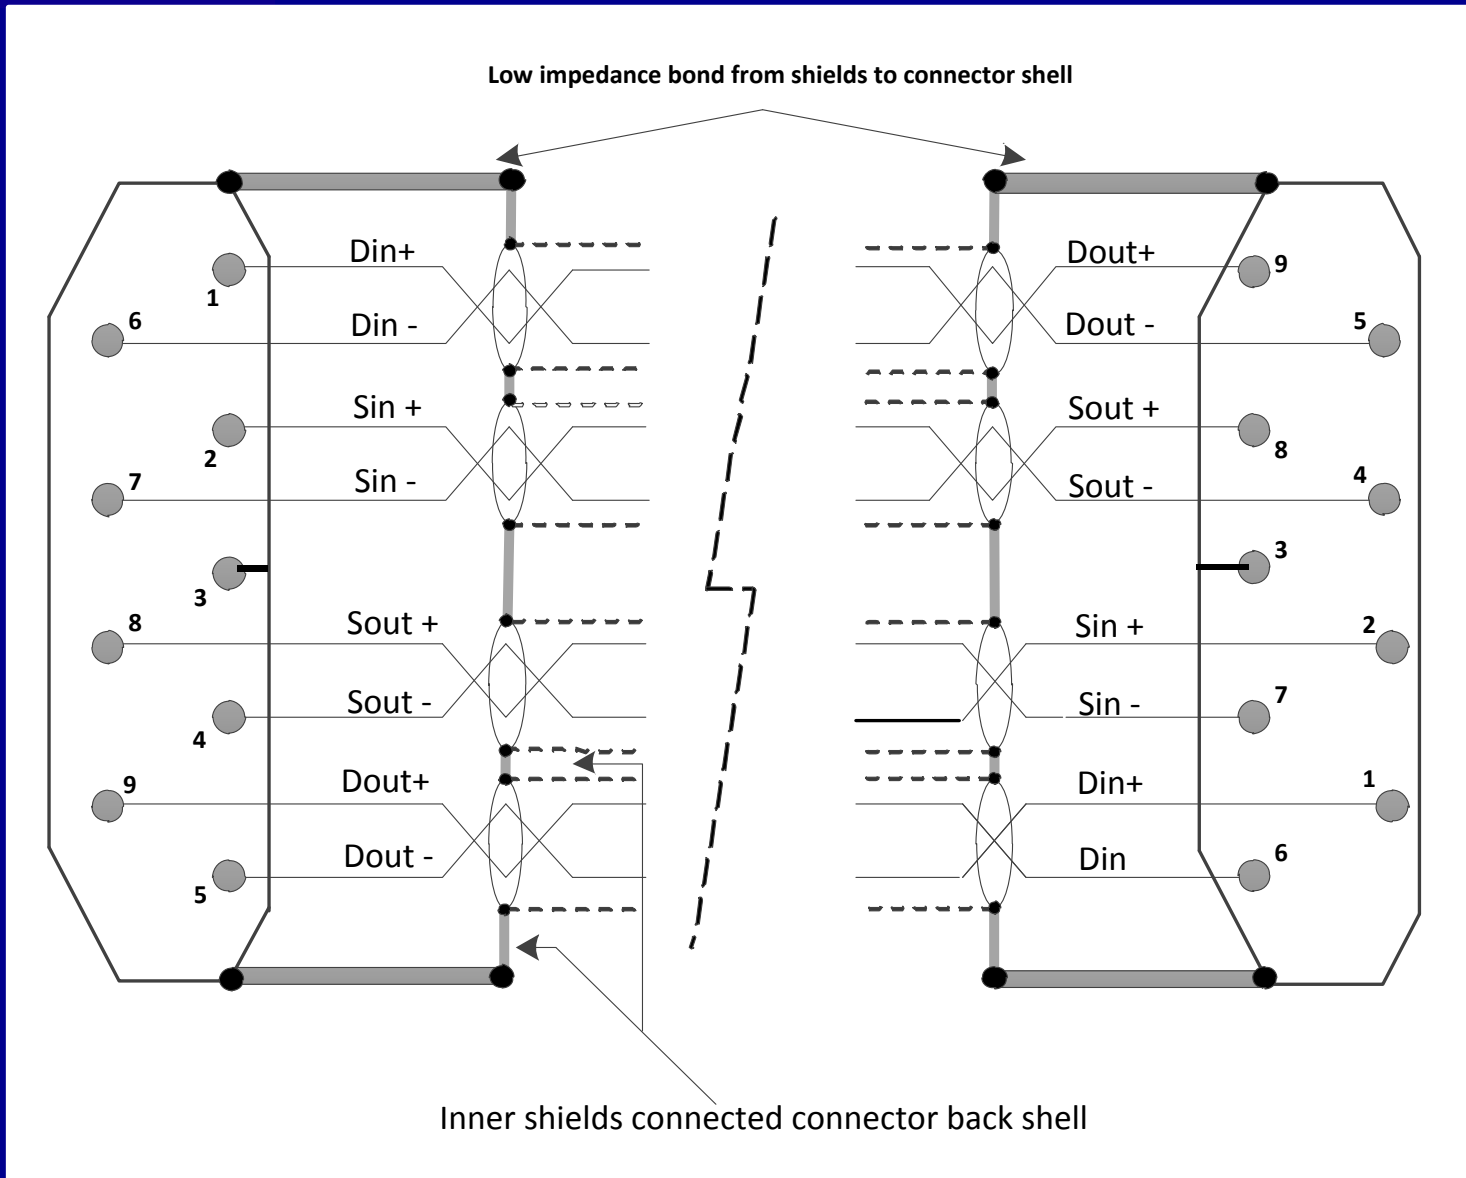 Low impedance bond from shields to connector shell
Din+
Dout+
9
1
6
Din -
Dout -
5
Sin +
Sout +
2
8
7
Sin -
Sout -
4
3
3
8
Sout +
Sin +
2
Sout -
Sin -
7
4
9
Dout+
Din+
1
Dout -
Din
6
5
Inner shields connected connector back shell